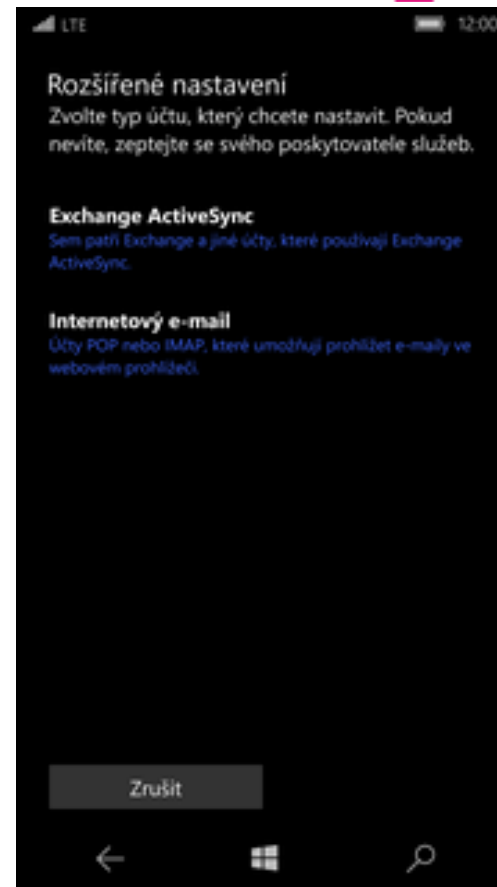 LTE 12:00
Rozšířené nastavení
Zvolte typ účtu, který chcete nastavit. Pokud
nevíte, zeptejte se svého poskytovatele služeb.
Exchange ActiveSync
Sem patří Exchange a jiné účty, které používají Exchange
ActiveSync.
Internetový e-mail
Účty POP nebo IMAP, které umožňují prohlížet e-maily ve
webovém prohlížeči.
Zrušit